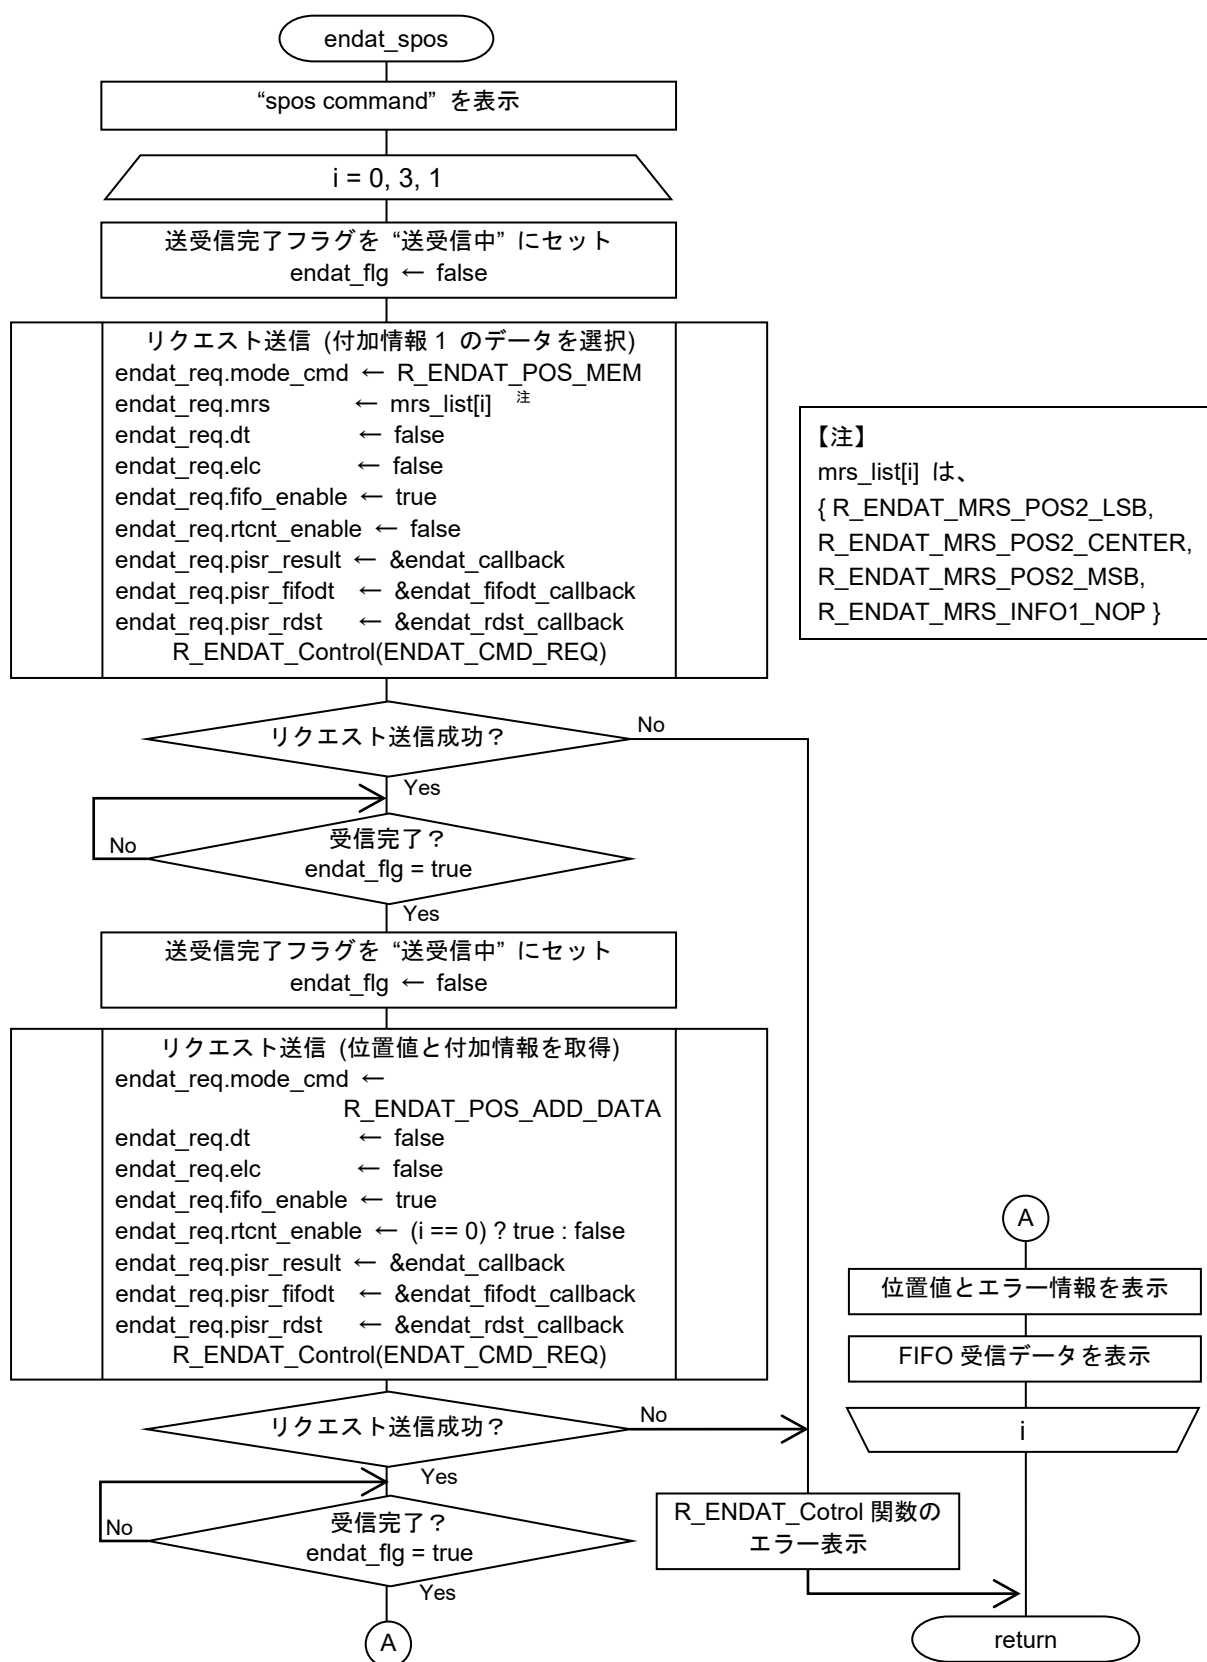 endat_spos
“spos command” を表示
i = 0, 3, 1
送受信完了フラグを “送受信中” にセット
endat_flg ← false
リクエスト送信 (付加情報 1 のデータを選択)
endat_req.mode_cmd ← R_ENDAT_POS_MEM
endat_req.mrs ← mrs_list[i] 注
endat_req.dt ← false
endat_req.elc ← false
endat_req.fifo_enable ← true
endat_req.rtcnt_enable ← false
endat_req.pisr_result ← &endat_callback
endat_req.pisr_fifodt ← &endat_fifodt_callback
endat_req.pisr_rdst ← &endat_rdst_callback
R_ENDAT_Control(ENDAT_CMD_REQ)
【注】
mrs_list[i] は、
{ R_ENDAT_MRS_POS2_LSB,
R_ENDAT_MRS_POS2_CENTER,
R_ENDAT_MRS_POS2_MSB,
R_ENDAT_MRS_INFO1_NOP }
リクエスト送信成功？
No
Yes
受信完了？
endat_flg = true
No
Yes
送受信完了フラグを “送受信中” にセット
endat_flg ← false
リクエスト送信 (位置値と付加情報を取得)
endat_req.mode_cmd ←
R_ENDAT_POS_ADD_DATA
endat_req.dt ← false
endat_req.elc ← false
endat_req.fifo_enable ← true
endat_req.rtcnt_enable ← (i == 0) ? true : false
endat_req.pisr_result ← &endat_callback
endat_req.pisr_fifodt ← &endat_fifodt_callback
endat_req.pisr_rdst ← &endat_rdst_callback
R_ENDAT_Control(ENDAT_CMD_REQ)
リクエスト送信成功？
No
Yes
受信完了？
endat_flg = true
No
Yes
A
R_ENDAT_Cotrol 関数の
エラー表示
A
位置値とエラー情報を表示
FIFO 受信データを表示
i
return